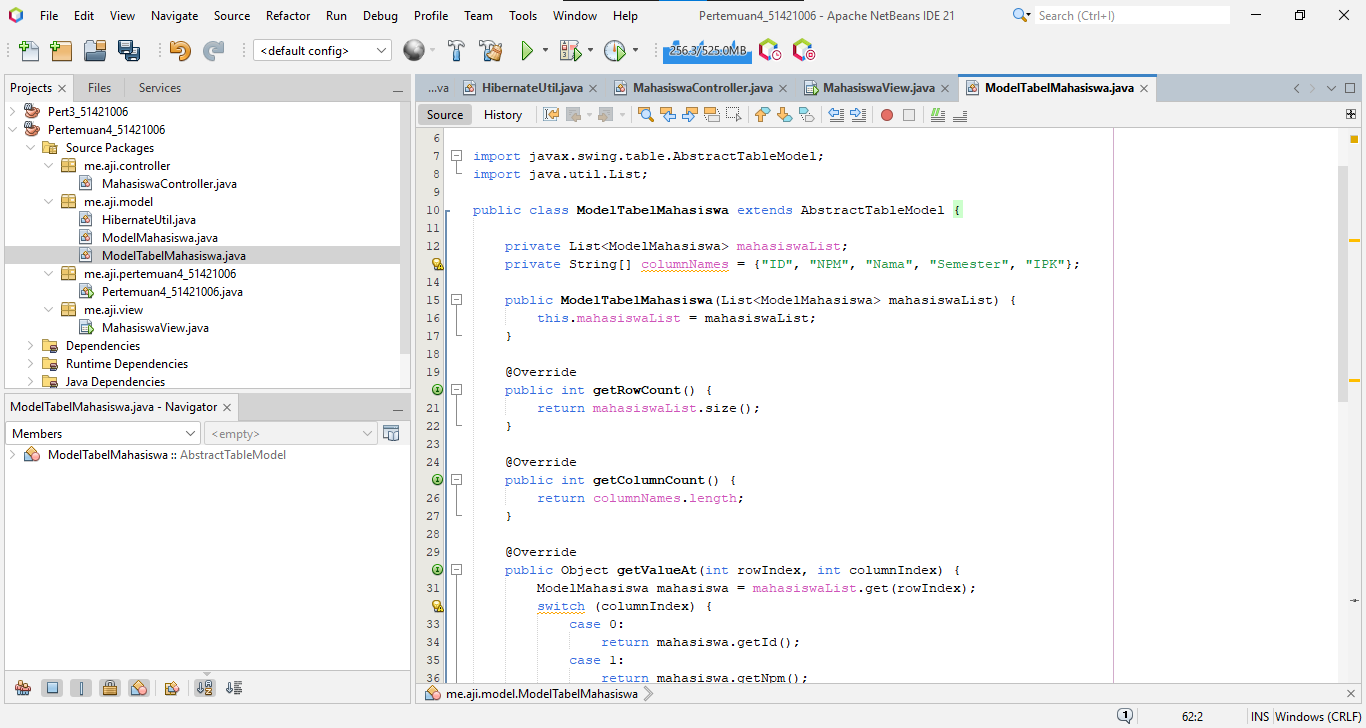 File Edit View Navigate Source Refactor Run Debug Profile Team Tools Window Help Pertemuan4_51421006 - Apache NetBeans IDE 21 Search (Ctrl+I)
<default config> 256.3/525.0MB
Projects Files Services
Pert3_51421006
Pertemuan4_51421006
Source Packages
me.aji.controller
MahasiswaController.java
me.aji.model
HibernateUtil.java
ModelMahasiswa.java
ModelTabelMahasiswa.java
me.aji.pertemuan4_51421006
Pertemuan4_51421006.java
me.aji.view
MahasiswaView.java
Dependencies
Runtime Dependencies
Java Dependencies
ModelTabelMahasiswa.java - Navigator
Members <empty>
ModelTabelMahasiswa :: AbstractTableModel
...va HibernateUtil.java MahasiswaController.java MahasiswaView.java ModelTabelMahasiswa.java
Source History
6
7 import javax.swing.table.AbstractTableModel;
8 import java.util.List;
9
10 public class ModelTabelMahasiswa extends AbstractTableModel {
11
12 private List<ModelMahasiswa> mahasiswaList;
private String[] columnNames = {"ID", "NPM", "Nama", "Semester", "IPK"};
14
15 public ModelTabelMahasiswa(List<ModelMahasiswa> mahasiswaList) {
16 this.mahasiswaList = mahasiswaList;
17 }
18
19 @Override
public int getRowCount() {
21 return mahasiswaList.size();
22 }
23
24 @Override
public int getColumnCount() {
26 return columnNames.length;
27 }
28
29 @Override
public Object getValueAt(int rowIndex, int columnIndex) {
31 ModelMahasiswa mahasiswa = mahasiswaList.get(rowIndex);
switch (columnIndex) {
33 case 0:
34 return mahasiswa.getId();
35 case 1:
36 return mahasiswa.getNpm();
me.aji.model.ModelTabelMahasiswa
1 62:2 INS Windows (CRLF)